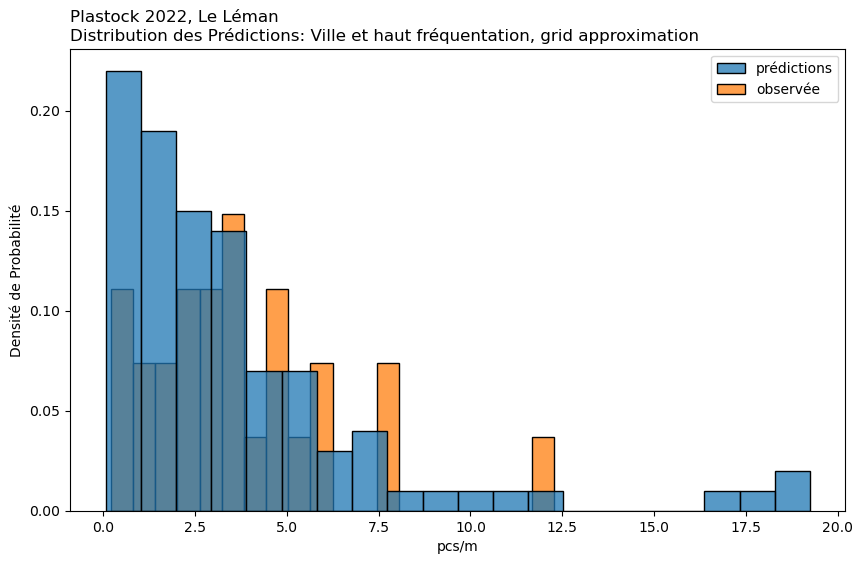 Plastock 2022, Le Léman
Distribution des Prédictions: Ville et haut fréquentation, grid approximation
prédictions
observée
Densité de Probabilité
0.20
0.15
0.10
0.05
0.00
0.0 2.5 5.0 7.5 10.0 12.5 15.0 17.5 20.0
pcs/m